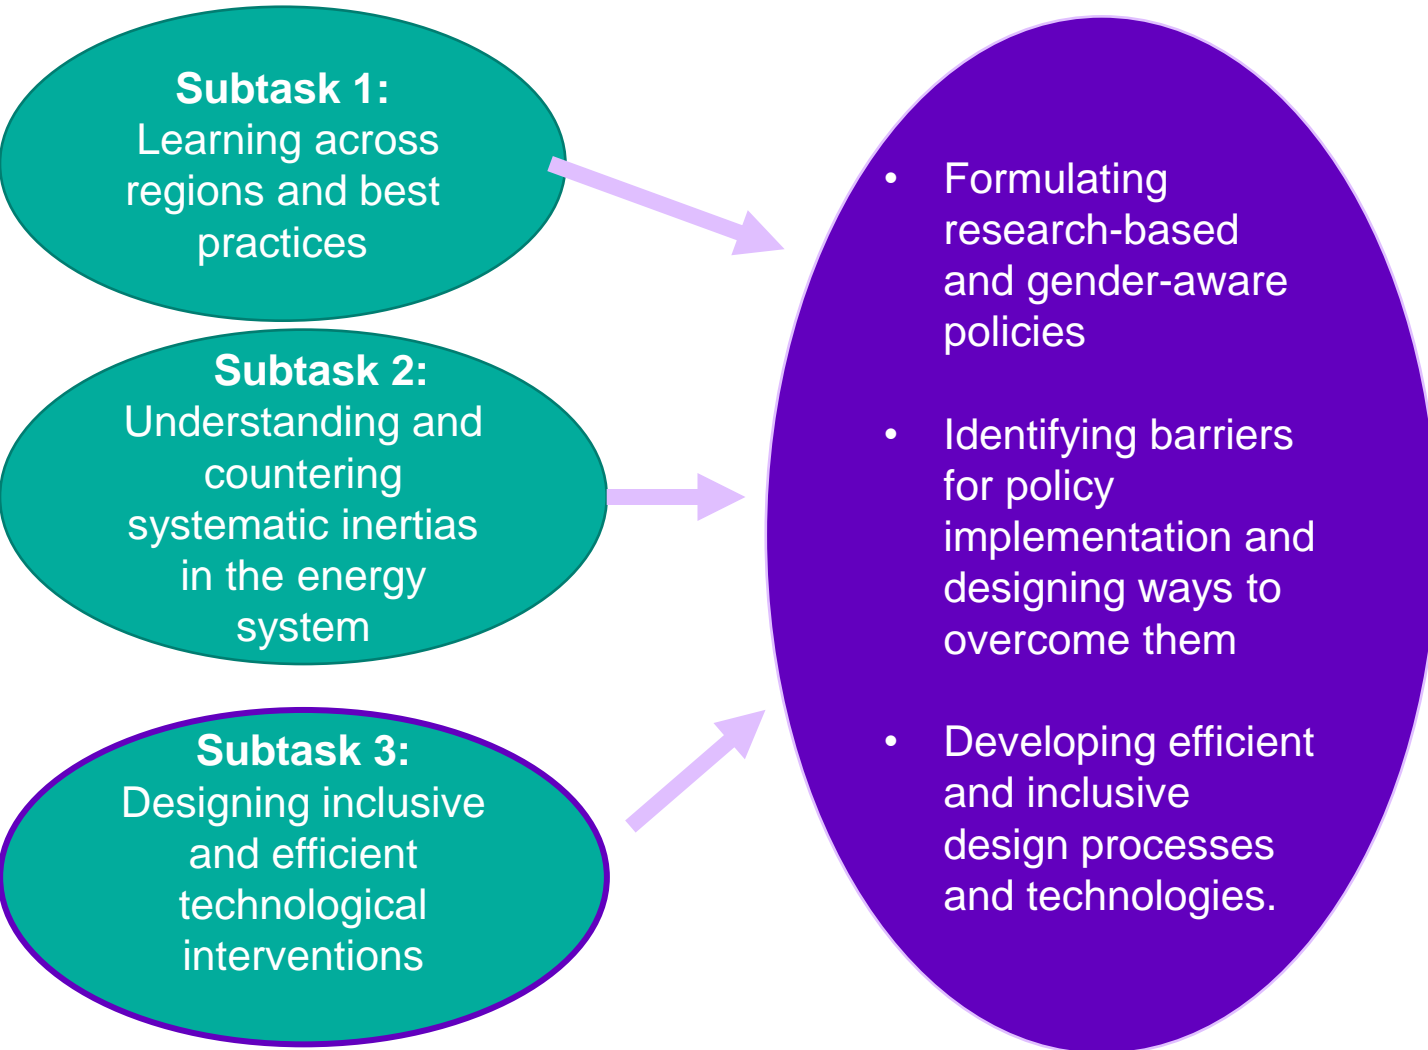 Subtask 1:
Learning across
regions and best
practices
Subtask 2:
Understanding and
countering
systematic inertias
in the energy
system
Subtask 3:
Designing inclusive
and efficient
technological
interventions
• Formulating
research-based
and gender-aware
policies
• Identifying barriers
for policy
implementation and
designing ways to
overcome them
• Developing efficient
and inclusive
design processes
and technologies.